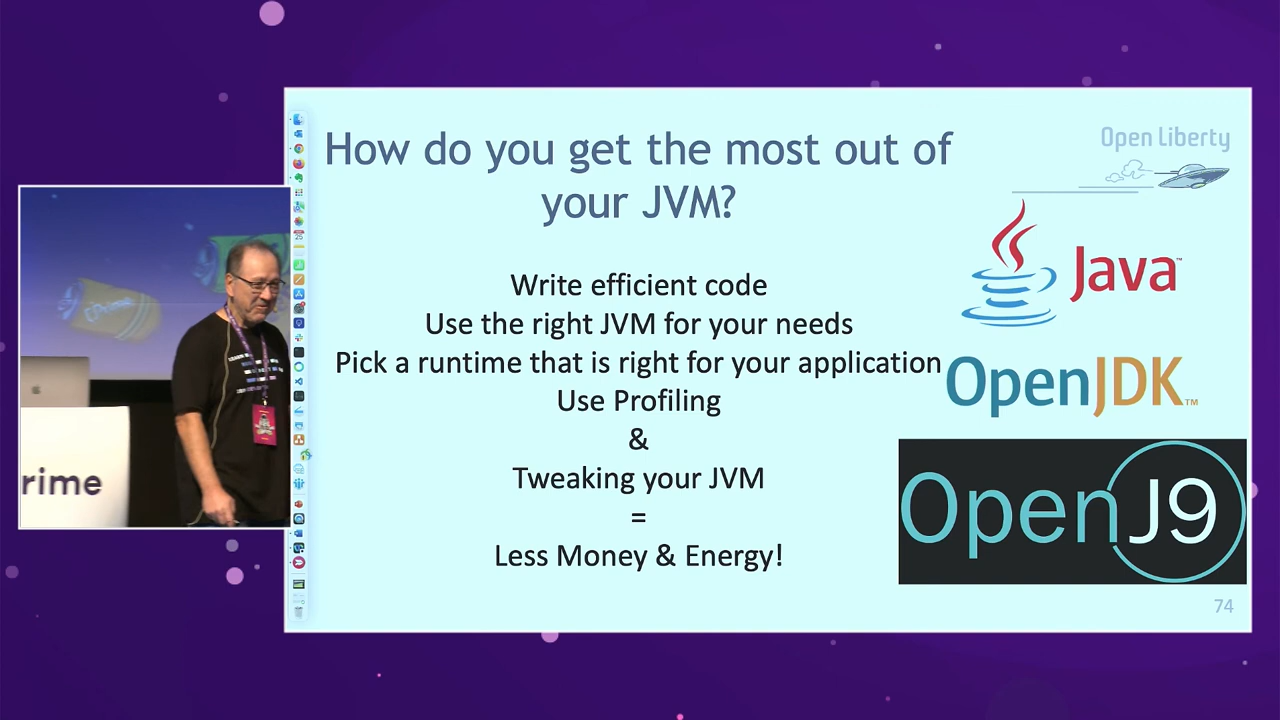 How do you get the most out of
your JVM?
Open Liberty
Write efficient code
Use the right JVM for your needs
Pick a runtime that is right for your application
Use Profiling
&
Tweaking your JVM
=
Less Money & Energy!
Java™
OpenJDK™
OpenJ9
74
rime